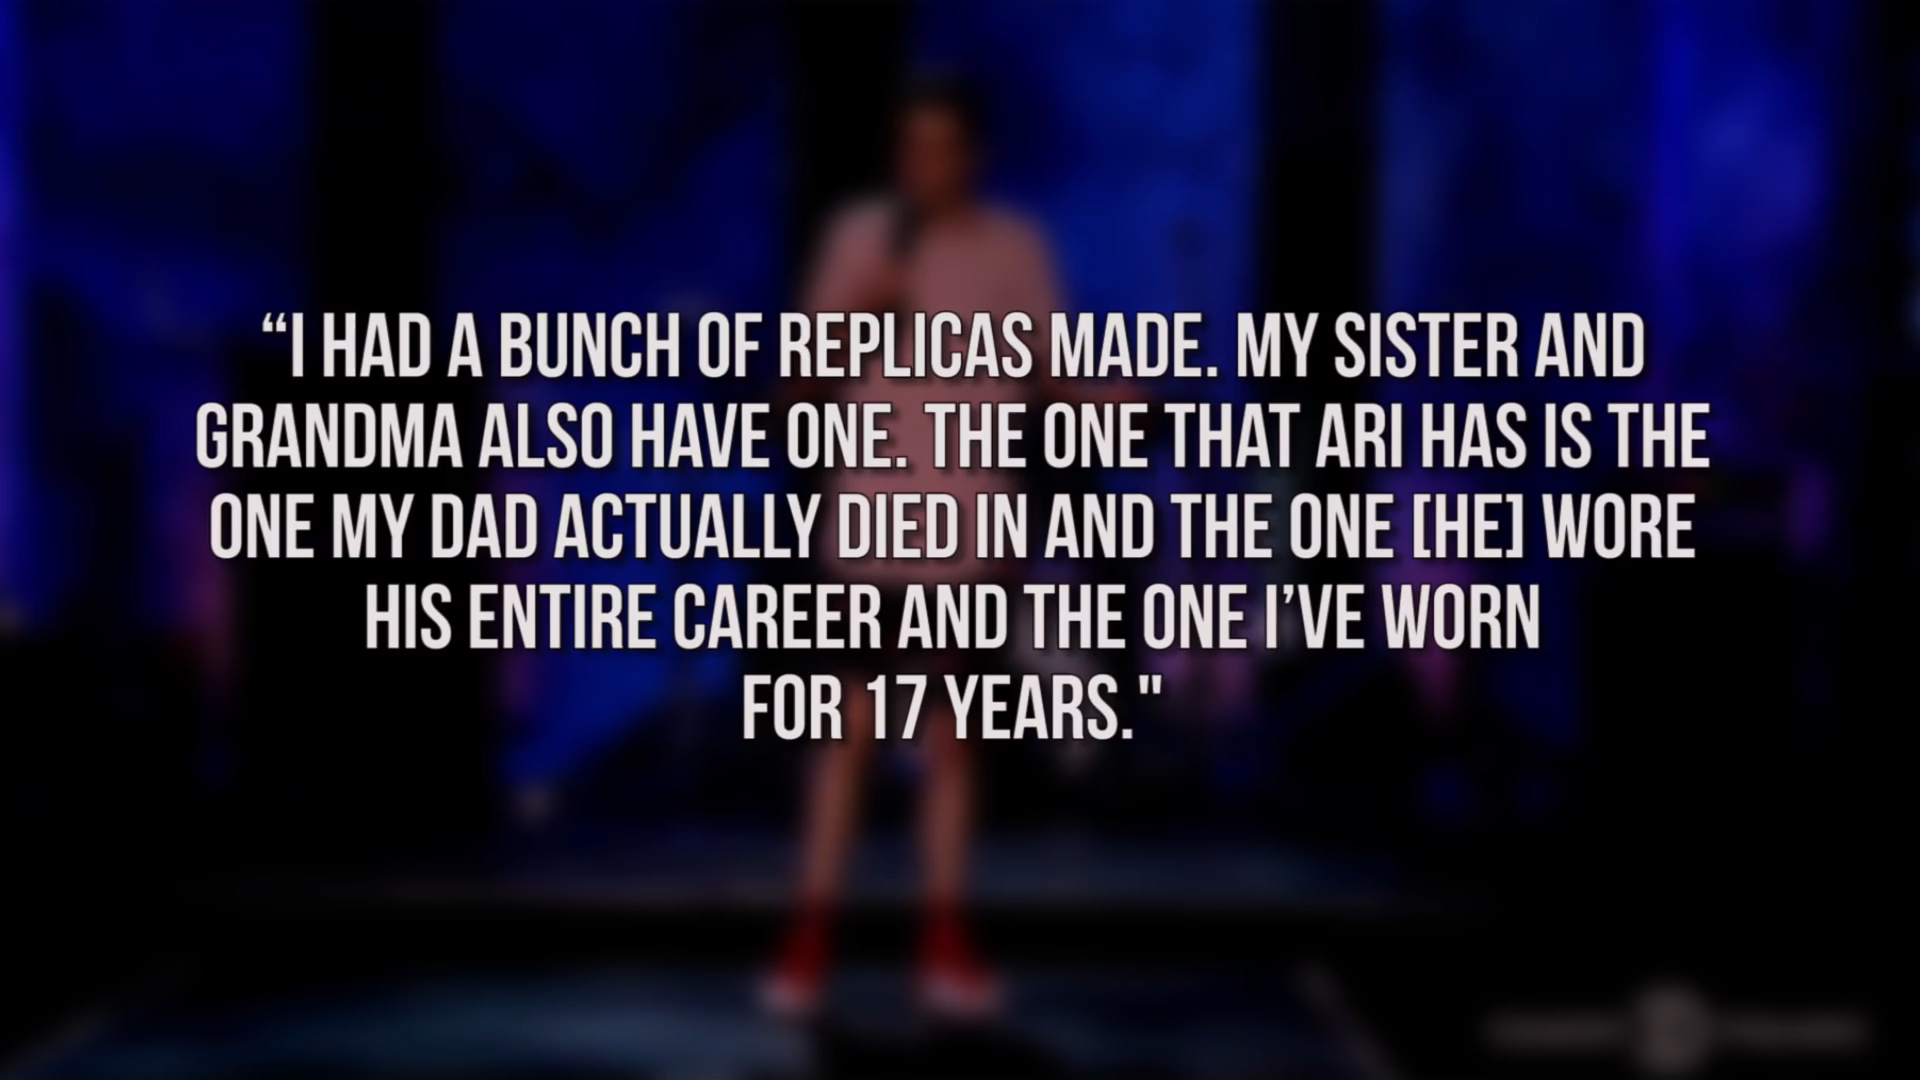 “I HAD A BUNCH OF REPLICAS MADE. MY SISTER AND
GRANDMA ALSO HAVE ONE. THE ONE THAT ARI HAS IS THE
ONE MY DAD ACTUALLY DIED IN AND THE ONE [HE] WORE
HIS ENTIRE CAREER AND THE ONE I’VE WORN
FOR 17 YEARS."